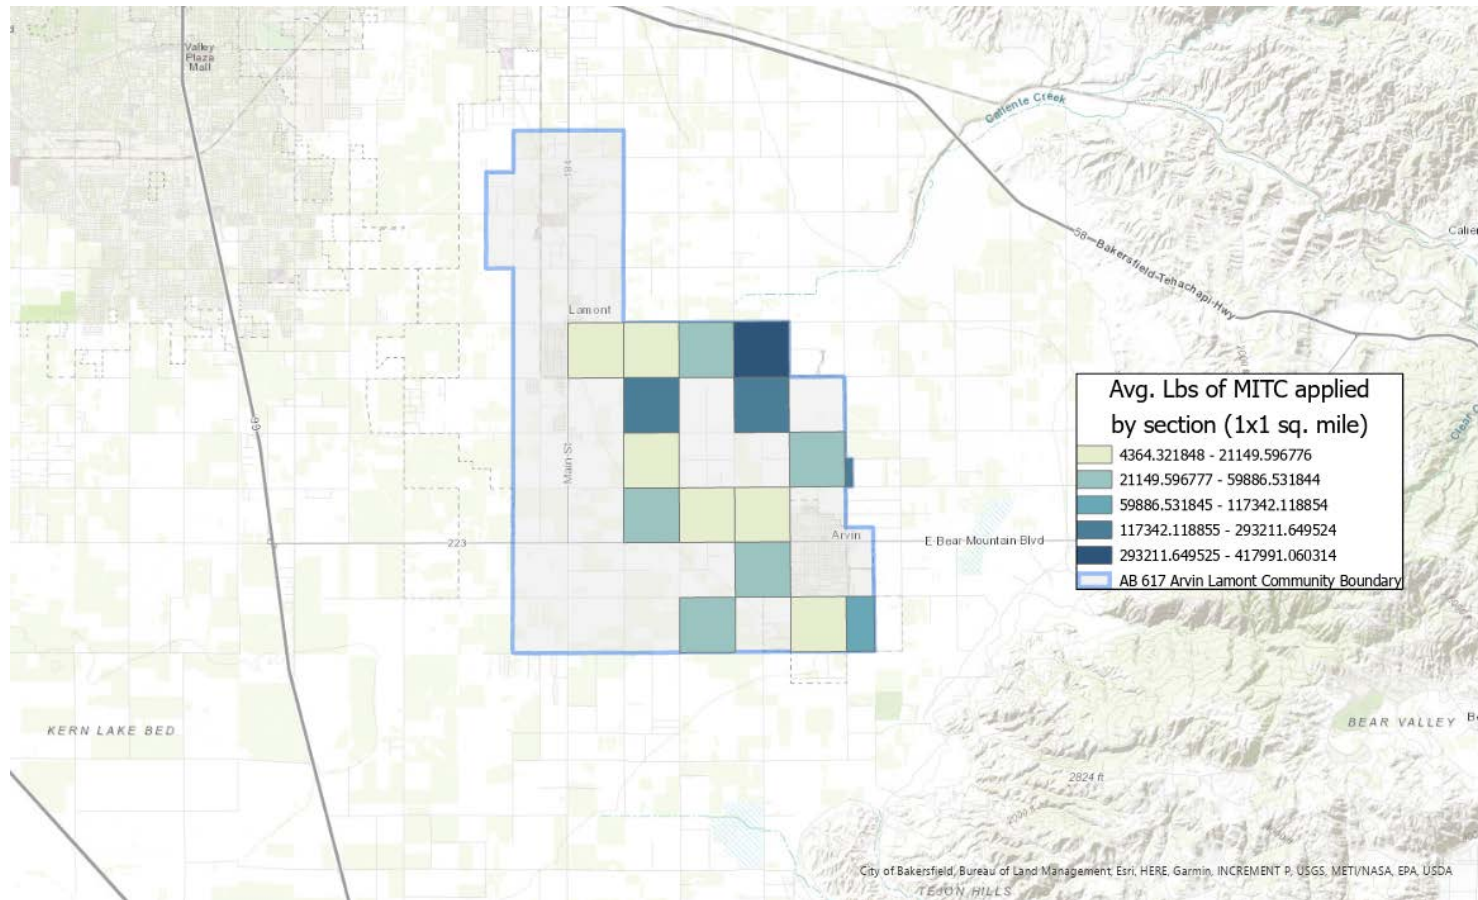 Valley
Plaza
Mall
Caliente Creek
184
58
Bakersfield-Tehachapi-Hwy
Lamont
Avg. Lbs of MITC applied
by section (1x1 sq. mile)
4364.321848 - 21149.596776
21149.596777 - 59886.531844
59886.531845 - 117342.118854
117342.118855 - 293211.649524
293211.649525 - 417991.060314
AB 617 Arvin Lamont Community Boundary
99
Main St
Arvin
E Bear Mountain Blvd
223
KERN LAKE BED
BEAR VALLEY
2824 ft
2000 ft
City of Bakersfield, Bureau of Land Management, Esri, HERE, Garmin, INCREMENT P, USGS, METI/NASA, EPA, USDA
TEJON HILLS